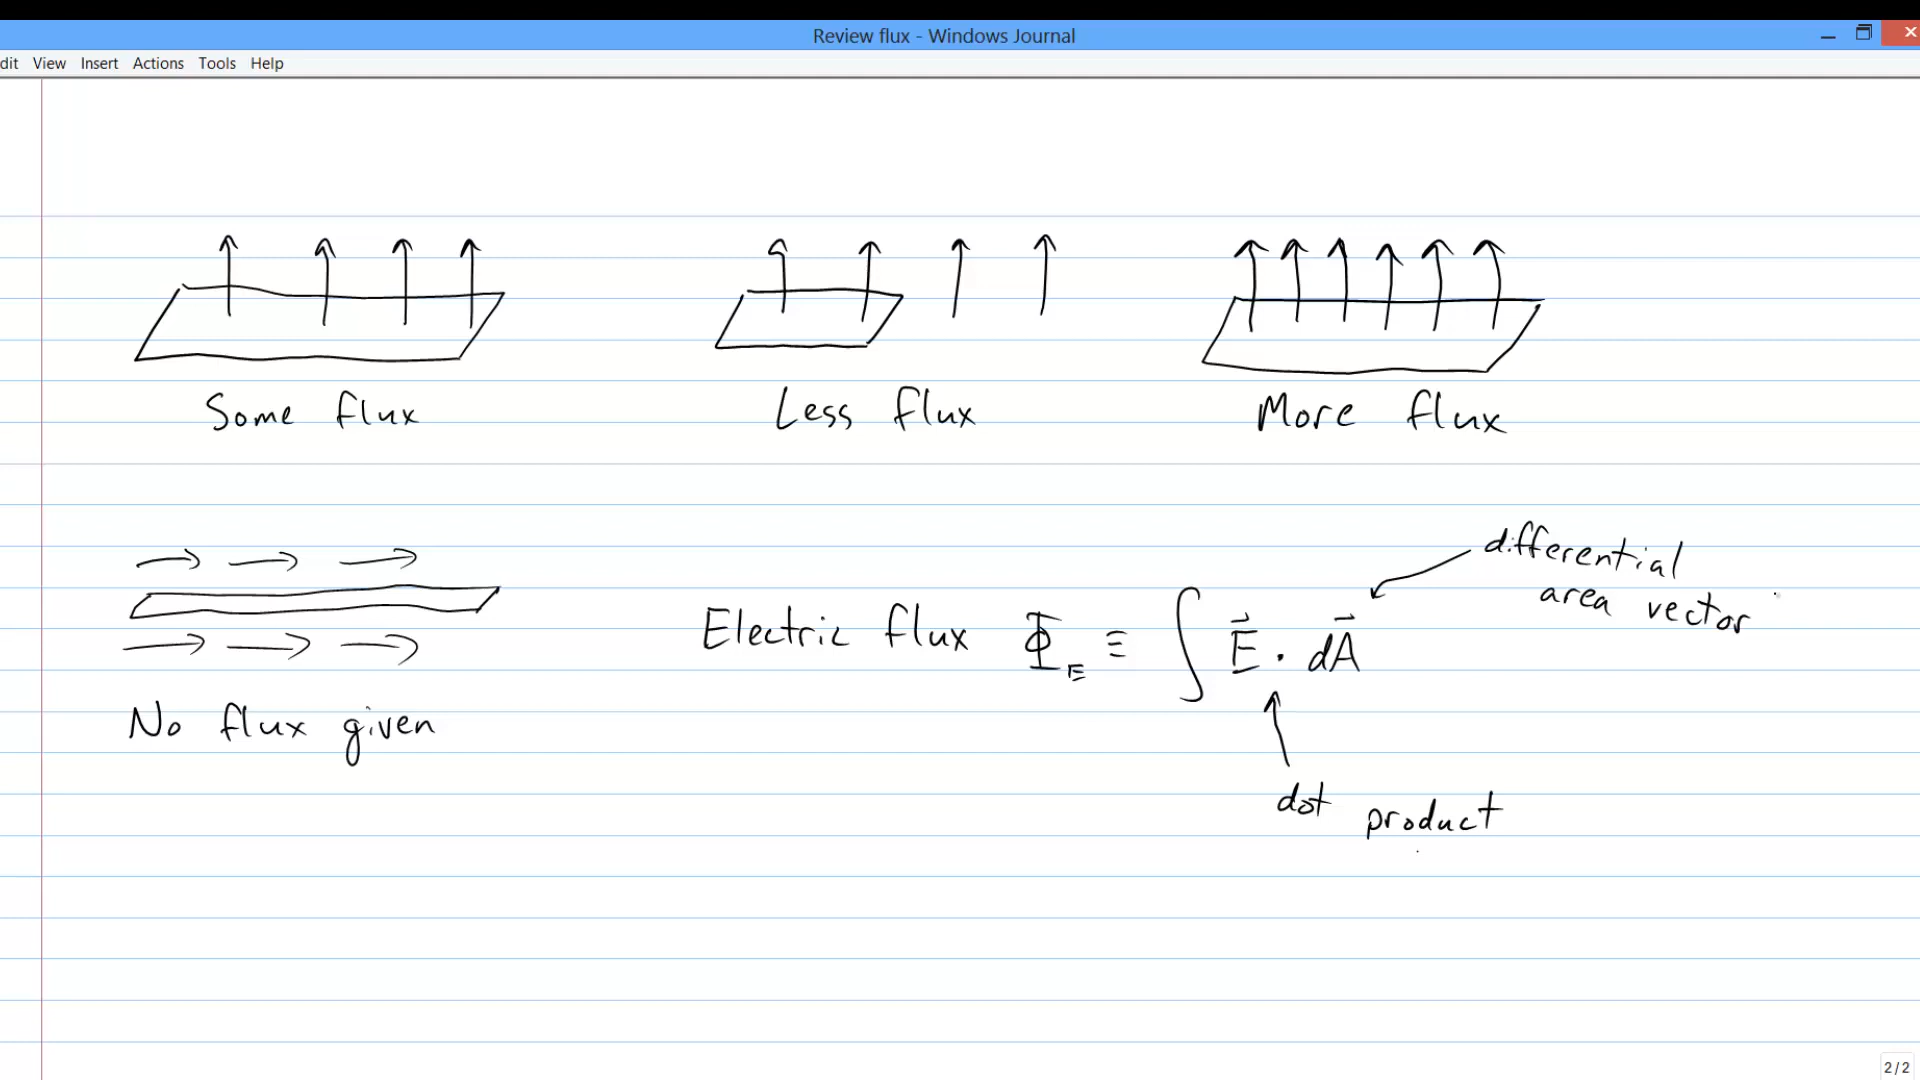 Review flux - Windows Journal
dit View Insert Actions Tools Help
Some flux
Less flux
More flux
differential
area vector
Electric flux Φ_E ≡ ∫ E⃗ · dA⃗
No flux given
dot product
2/2